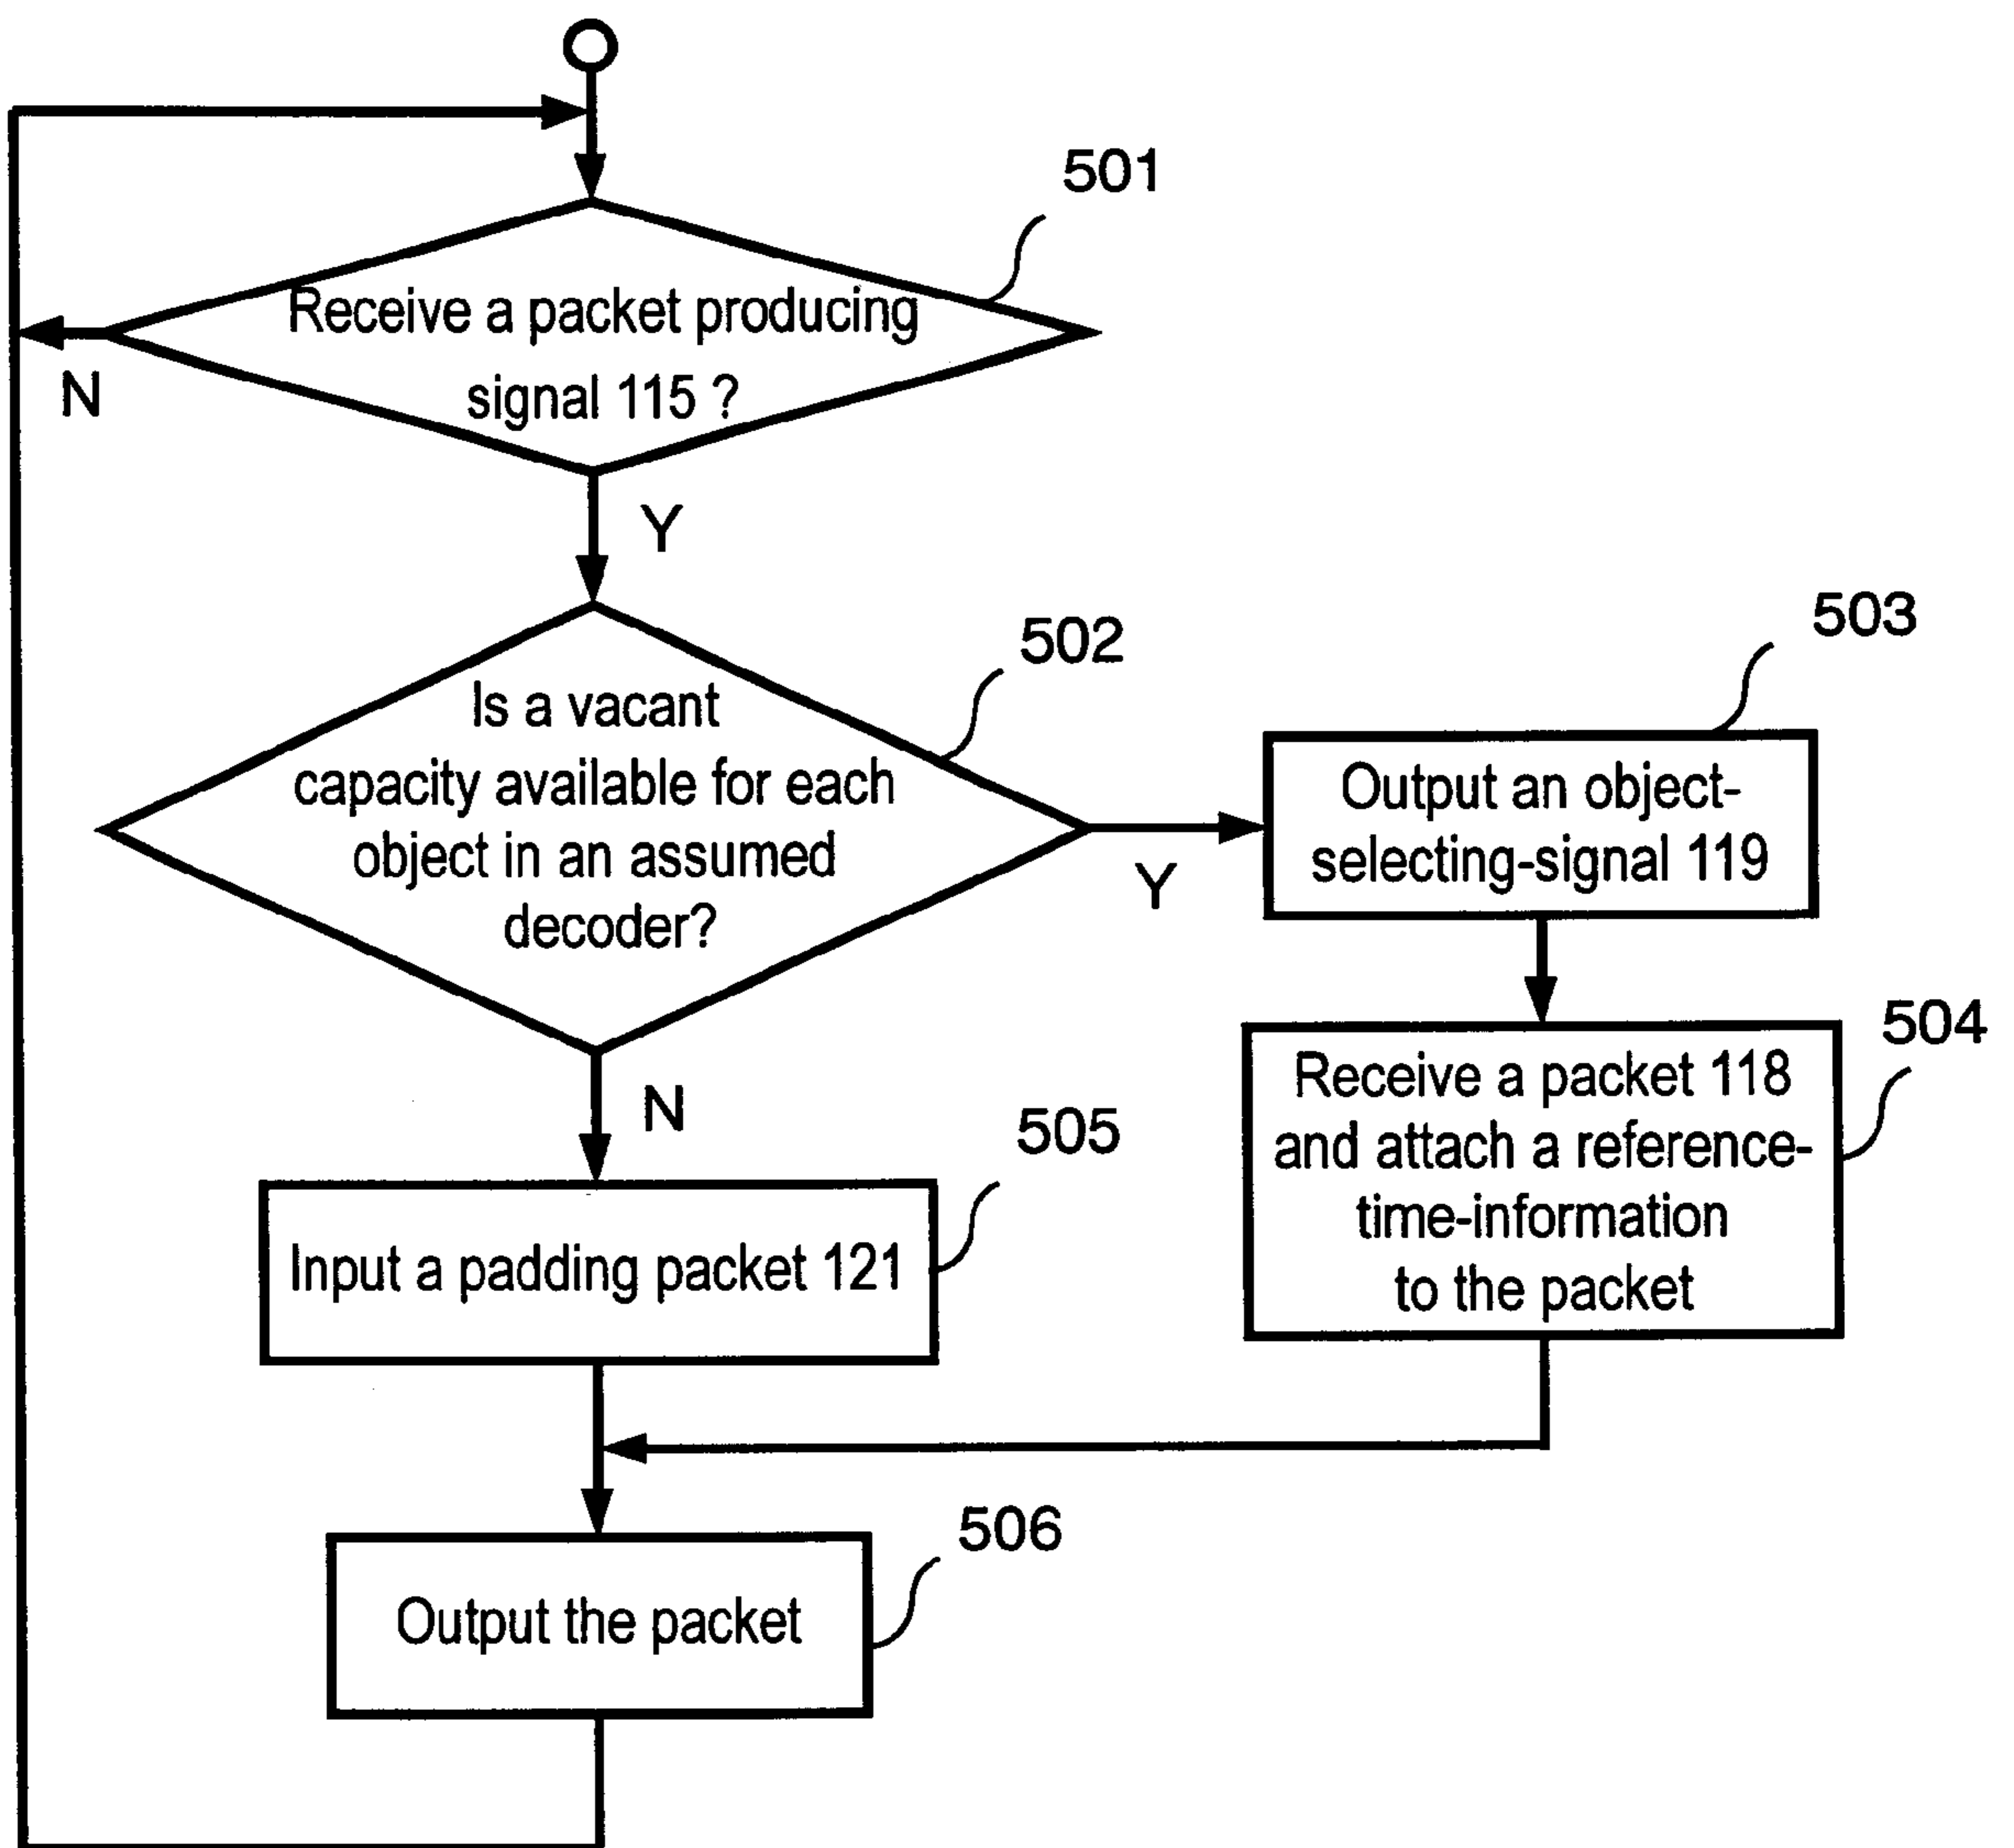 501
Receive a packet producing
signal 115 ?
N
Y
502
Is a vacant
capacity available for each
object in an assumed
decoder?
Y
503
Output an object-
selecting-signal 119
504
Receive a packet 118
and attach a reference-
time-information
to the packet
N
505
Input a padding packet 121
506
Output the packet